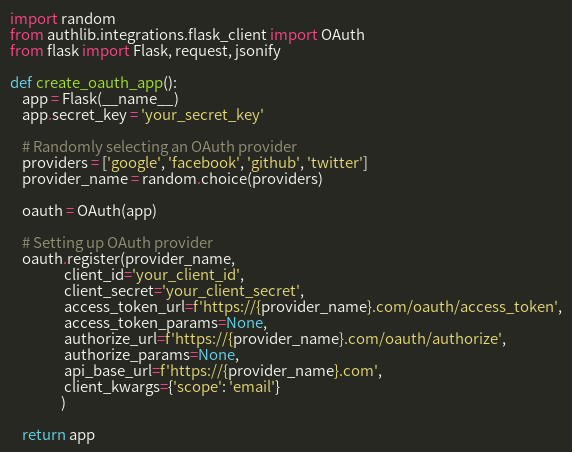 import random
from authlib.integrations.flask_client import OAuth
from flask import Flask, request, jsonify

def create_oauth_app():
    app = Flask(__name__)
    app.secret_key = 'your_secret_key'

    # Randomly selecting an OAuth provider
    providers = ['google', 'facebook', 'github', 'twitter']
    provider_name = random.choice(providers)

    oauth = OAuth(app)

    # Setting up OAuth provider
    oauth.register(provider_name,
                   client_id='your_client_id',
                   client_secret='your_client_secret',
                   access_token_url=f'https://{provider_name}.com/oauth/access_token',
                   access_token_params=None,
                   authorize_url=f'https://{provider_name}.com/oauth/authorize',
                   authorize_params=None,
                   api_base_url=f'https://{provider_name}.com',
                   client_kwargs={'scope': 'email'}
                  )

    return app